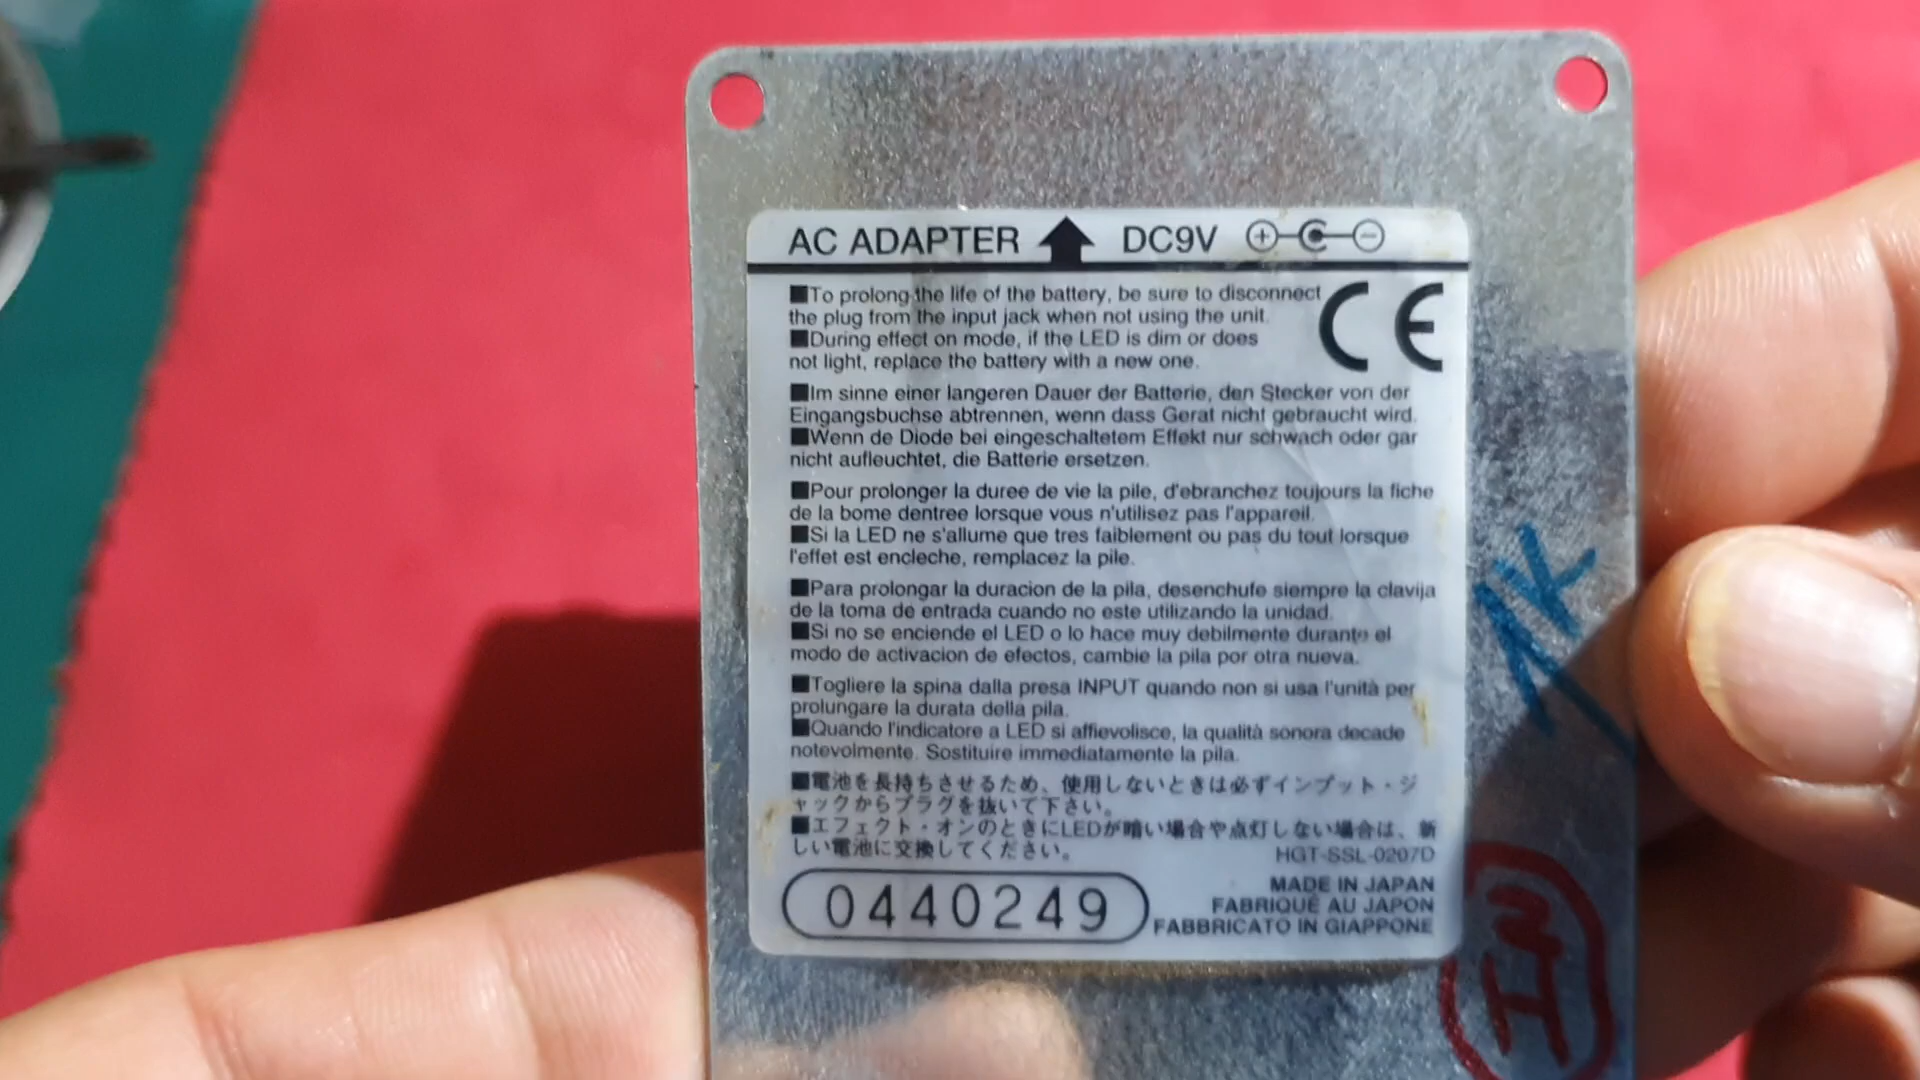 AC ADAPTER DC9V
■To prolong the life of the battery, be sure to disconnect
the plug from the input jack when not using the unit.
■During effect on mode, if the LED is dim or does
not light, replace the battery with a new one.
CE
■Im sinne einer langeren Dauer der Batterie, den Stecker von der
Eingangsbuchse abtrennen, wenn dass Gerat nicht gebraucht wird.
■Wenn de Diode bei eingeschaltetem Effekt nur schwach oder gar
nicht aufleuchtet, die Batterie ersetzen.
■Pour prolonger la duree de vie la pile, d'ebranchez toujours la fiche
de la bome dentree lorsque vous n'utilisez pas l'appareil.
■Si la LED ne s'allume que tres faiblement ou pas du tout lorsque
l'effet est encleche, remplacez la pile.
■Para prolongar la duracion de la pila, desenchufe siempre la clavija
de la toma de entrada cuando no este utilizando la unidad.
■Si no se enciende el LED o lo hace muy debilmente durante el
modo de activacion de efectos, cambie la pila por otra nueva.
■Togliere la spina dalla presa INPUT quando non si usa l'unità per
prolungare la durata della pila.
■Quando l'indicatore a LED si affievolisce, la qualità sonora decade
notevolmente. Sostituire immediatamente la pila.
■電池を長持ちさせるため、使用しないときは必ずインプット・ジ
ャックからプラグを抜いて下さい。
■エフェクト・オンのときにLEDが暗い場合や点灯しない場合は、新
しい電池に交換してください。
HGT-SSL-0207D
0440249
MADE IN JAPAN
FABRIQUÉ AU JAPON
FABBRICATO IN GIAPPONE
1K